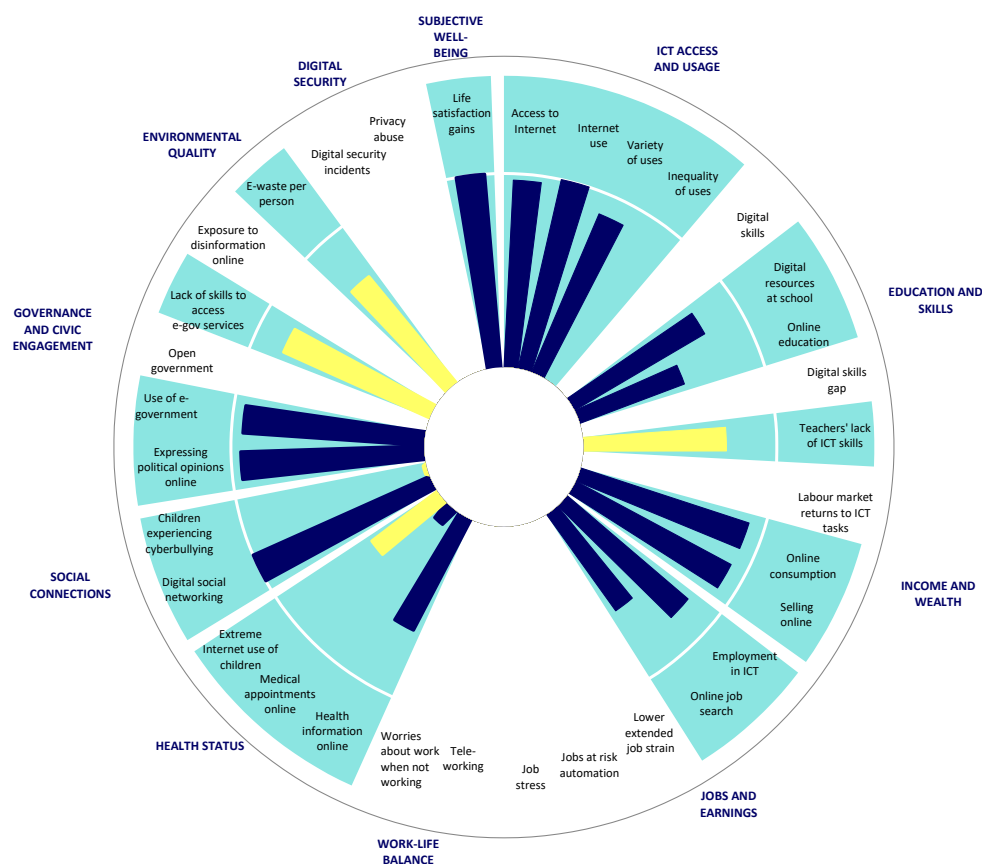 SUBJECTIVE
WELL-
BEING
ICT ACCESS
AND USAGE
DIGITAL
SECURITY
Life
satisfaction
gains
Access to
Internet
Internet
use
Variety
of uses
Inequality
of uses
Privacy
abuse
Digital security
incidents
ENVIRONMENTAL
QUALITY
E-waste per
person
Digital
skills
Exposure to
disinformation
online
Digital
resources
at school
EDUCATION AND
SKILLS
Online
education
Lack of skills to
access
e-gov services
GOVERNANCE
AND CIVIC
ENGAGEMENT
Open
government
Digital skills
gap
Use of e-
government
Teachers' lack
of ICT skills
Expressing
political opinions
online
Labour market
returns to ICT
tasks
Children
experiencing
cyberbullying
Online
consumption
SOCIAL
CONNECTIONS
Digital social
networking
INCOME AND
WEALTH
Selling
online
Extreme
Internet use of
children
Employment
in ICT
Medical
appointments
online
Online job
search
Health
information
online
HEALTH STATUS
Lower
extended
job strain
Worries
about work
when not
working
Tele-
working
Job
stress
Jobs at risk
automation
JOBS AND
EARNINGS
WORK-LIFE
BALANCE